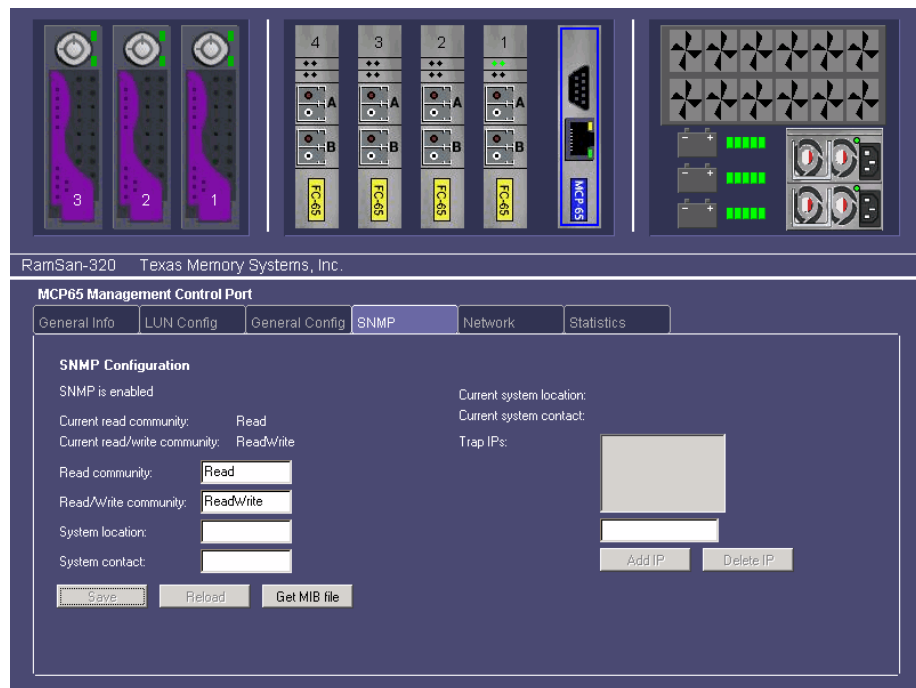 4 3 2 1
A A A A
B B B B
3 2 1
FC-65 FC-65 FC-65 FC-65 MCP-65
- +
- +
- +
RamSan-320 Texas Memory Systems, Inc.
MCP65 Management Control Port
General Info LUN Config General Config SNMP Network Statistics
SNMP Configuration
SNMP is enabled
Current system location:
Current read community: Read
Current system contact:
Current read/write community: ReadWrite
Trap IPs:
Read community: Read
Read/Write community: ReadWrite
System location:
System contact:
Add IP Delete IP
Save Reload Get MIB file